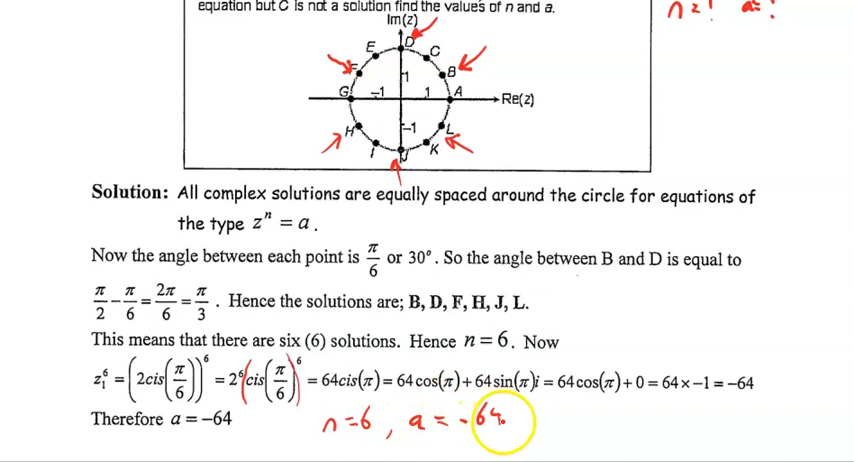 equation but C is not a solution find the values of n and a.
n=? a=?
Im(z)
E D C
F B
1
G -1 1 A Re(z)
H -1 L
I J K
Solution: All complex solutions are equally spaced around the circle for equations of
the type zⁿ = a.
Now the angle between each point is π/6 or 30°. So the angle between B and D is equal to
π/2 − π/6 = 2π/6 = π/3. Hence the solutions are; B, D, F, H, J, L.
This means that there are six (6) solutions. Hence n = 6. Now
z₁⁶ = (2cis(π/6))⁶ = 2⁶(cis(π/6))⁶ = 64cis(π) = 64cos(π)+64sin(π)i = 64cos(π)+0 = 64×−1 = −64
Therefore a = −64
n=6, a=-64.